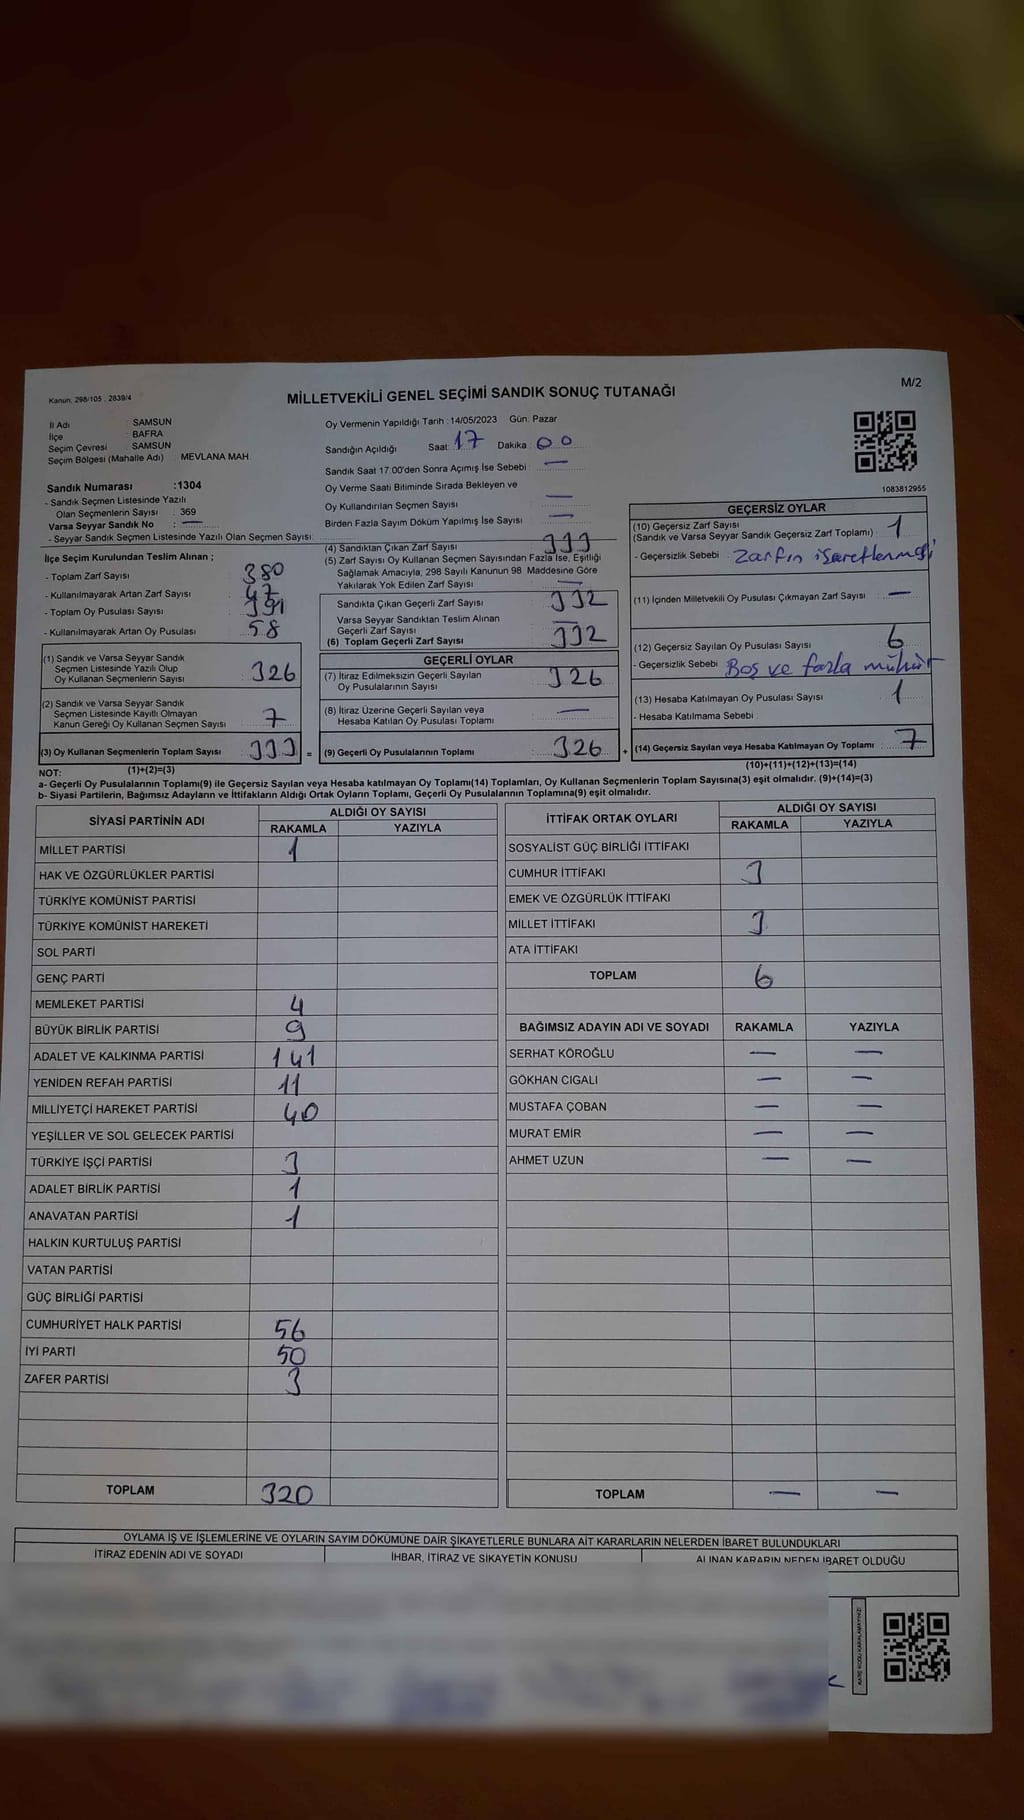 Kanun, 298/105 , 2839/4
MİLLETVEKİLİ GENEL SEÇİMİ SANDIK SONUÇ TUTANAĞI
M/2
İl Adı : SAMSUN
İlçe : BAFRA
Seçim Çevresi : SAMSUN
Seçim Bölgesi (Mahalle Adı) MEVLANA MAH.
Sandık Numarası :1304
- Sandık Seçmen Listesinde Yazılı
Olan Seçmenlerin Sayısı : 369
Varsa Seyyar Sandık No : —
- Seyyar Sandık Seçmen Listesinde Yazılı Olan Seçmen Sayısı:
Oy Vermenin Yapıldığı Tarih :14/05/2023 Gün: Pazar
Sandığın Açıldığı Saat: 17 Dakika : 00
Sandık Saat 17:00'den Sonra Açımış İse Sebebi : —
Oy Verme Saati Bitiminde Sırada Bekleyen ve
Oy Kullandırılan Seçmen Sayısı —
Birden Fazla Sayım Döküm Yapılmış İse Sayısı : —
1083812955
İlçe Seçim Kurulundan Teslim Alınan ;
- Toplam Zarf Sayısı : 380
- Kullanılmayarak Artan Zarf Sayısı : 47
- Toplam Oy Pusulası Sayısı : 391
- Kullanılmayarak Artan Oy Pusulası : 58
(1) Sandık ve Varsa Seyyar Sandık
Seçmen Listesinde Yazılı Olup
Oy Kullanan Seçmenlerin Sayısı : 326
(2) Sandık ve Varsa Seyyar Sandık
Seçmen Listesinde Kayıtlı Olmayan
Kanun Gereği Oy Kullanan Seçmen Sayısı : 7
(3) Oy Kullanan Seçmenlerin Toplam Sayısı : 333 =
(1)+(2)=(3)
(4) Sandıktan Çıkan Zarf Sayısı : 333
(5) Zarf Sayısı Oy Kullanan Seçmen Sayısından Fazla İse, Eşitliği
Sağlamak Amacıyla, 298 Sayılı Kanunun 98 Maddesine Göre
Yakılarak Yok Edilen Zarf Sayısı : —
Sandıkta Çıkan Geçerli Zarf Sayısı : 332
Varsa Seyyar Sandıktan Teslim Alınan
Geçerli Zarf Sayısı : —
(6) Toplam Geçerli Zarf Sayısı : 332
GEÇERLİ OYLAR
(7) İtiraz Edilmeksizin Geçerli Sayılan
Oy Pusulalarının Sayısı : 326
(8) İtiraz Üzerine Geçerli Sayılan veya
Hesaba Katılan Oy Pusulası Toplamı : —
(9) Geçerli Oy Pusulalarının Toplamı : 326 +
GEÇERSİZ OYLAR
(10) Geçersiz Zarf Sayısı
(Sandık ve Varsa Seyyar Sandık Geçersiz Zarf Toplamı) : 1
- Geçersizlik Sebebi : Zarfın işaretlenmesi
(11) İçinden Milletvekili Oy Pusulası Çıkmayan Zarf Sayısı : —
(12) Geçersiz Sayılan Oy Pusulası Sayısı : 6
- Geçersizlik Sebebi : Boş ve fazla mühür
(13) Hesaba Katılmayan Oy Pusulası Sayısı : 1
- Hesaba Katılmama Sebebi :
(14) Geçersiz Sayılan veya Hesaba Katılmayan Oy Toplamı : 7
(10)+(11)+(12)+(13)=(14)
NOT:
a- Geçerli Oy Pusulalarının Toplamı(9) ile Geçersiz Sayılan veya Hesaba katılmayan Oy Toplamı(14) Toplamları, Oy Kullanan Seçmenlerin Toplam Sayısına(3) eşit olmalıdır. (9)+(14)=(3)
b- Siyasi Partilerin, Bağımsız Adayların ve İttifakların Aldığı Ortak Oyların Toplamı, Geçerli Oy Pusulalarının Toplamına(9) eşit olmalıdır.
SİYASİ PARTİNİN ADI ALDIĞI OY SAYISI
RAKAMLA YAZIYLA
MİLLET PARTİSİ 1
HAK VE ÖZGÜRLÜKLER PARTİSİ
TÜRKİYE KOMÜNİST PARTİSİ
TÜRKİYE KOMÜNİST HAREKETİ
SOL PARTİ
GENÇ PARTİ
MEMLEKET PARTİSİ 4
BÜYÜK BİRLİK PARTİSİ 9
ADALET VE KALKINMA PARTİSİ 141
YENİDEN REFAH PARTİSİ 11
MİLLİYETÇİ HAREKET PARTİSİ 40
YEŞİLLER VE SOL GELECEK PARTİSİ
TÜRKİYE İŞÇİ PARTİSİ 3
ADALET BİRLİK PARTİSİ 1
ANAVATAN PARTİSİ 1
HALKIN KURTULUŞ PARTİSİ
VATAN PARTİSİ
GÜÇ BİRLİĞİ PARTİSİ
CUMHURİYET HALK PARTİSİ 56
İYİ PARTİ 50
ZAFER PARTİSİ 3
TOPLAM 320
İTTİFAK ORTAK OYLARI ALDIĞI OY SAYISI
RAKAMLA YAZIYLA
SOSYALİST GÜÇ BİRLİĞİ İTTİFAKI
CUMHUR İTTİFAKI 3
EMEK VE ÖZGÜRLÜK İTTİFAKI
MİLLET İTTİFAKI 3
ATA İTTİFAKI
TOPLAM 6
BAĞIMSIZ ADAYIN ADI VE SOYADI RAKAMLA YAZIYLA
SERHAT KÖROĞLU — —
GÖKHAN CIGALI — —
MUSTAFA ÇOBAN — —
MURAT EMİR — —
AHMET UZUN — —
TOPLAM — —
OYLAMA İŞ VE İŞLEMLERİNE VE OYLARIN SAYIM DÖKÜMÜNE DAİR ŞİKAYETLERLE BUNLARA AİT KARARLARIN NELERDEN İBARET BULUNDUKLARI
İTİRAZ EDENİN ADI VE SOYADI İHBAR, İTİRAZ VE ŞİKAYETİN KONUSU ALINAN KARARIN NEDEN İBARET OLDUĞU
KARE KODU KARALAMAYINIZ!